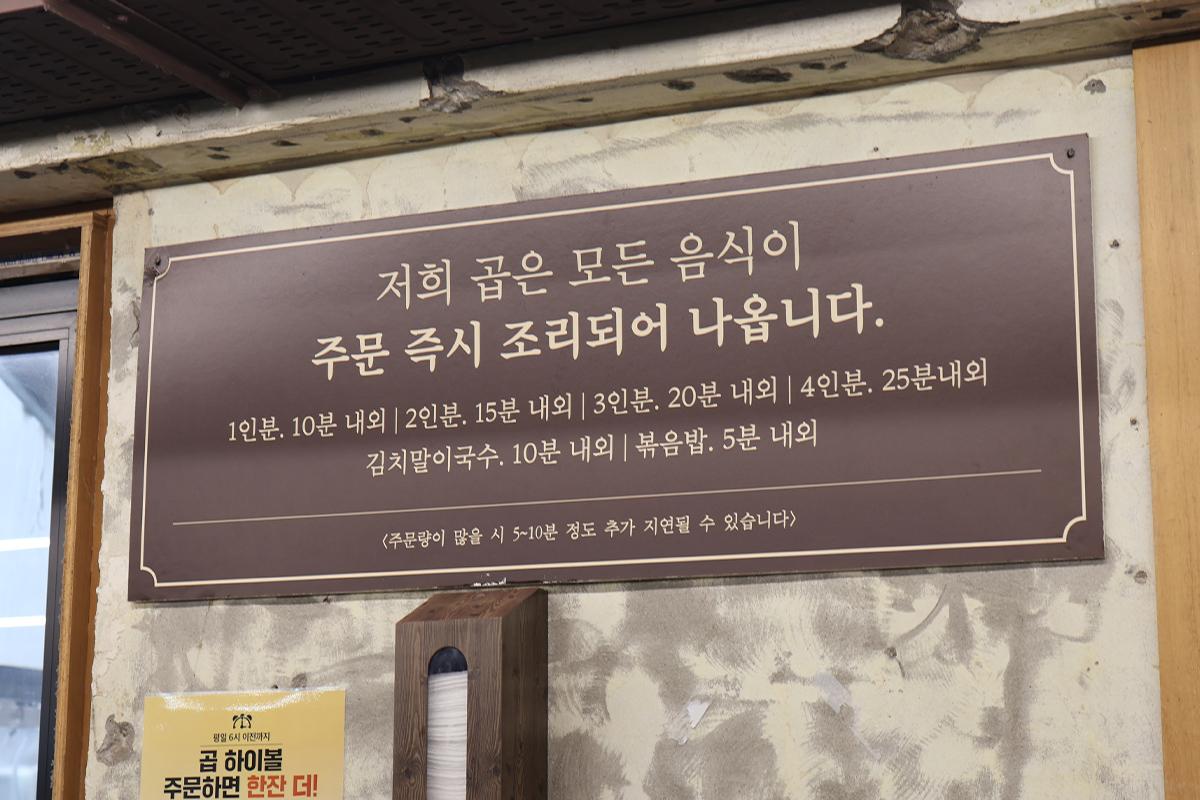 저희 곱은 모든 음식이
주문 즉시 조리되어 나옵니다.
1인분. 10분 내외 | 2인분. 15분 내외 | 3인분. 20분 내외 | 4인분. 25분내외
김치말이국수. 10분 내외 | 볶음밥. 5분 내외
<주문량이 많을 시 5~10분 정도 추가 지연될 수 있습니다>
평일 6시 이전까지
곱 하이볼
주문하면 한잔 더!